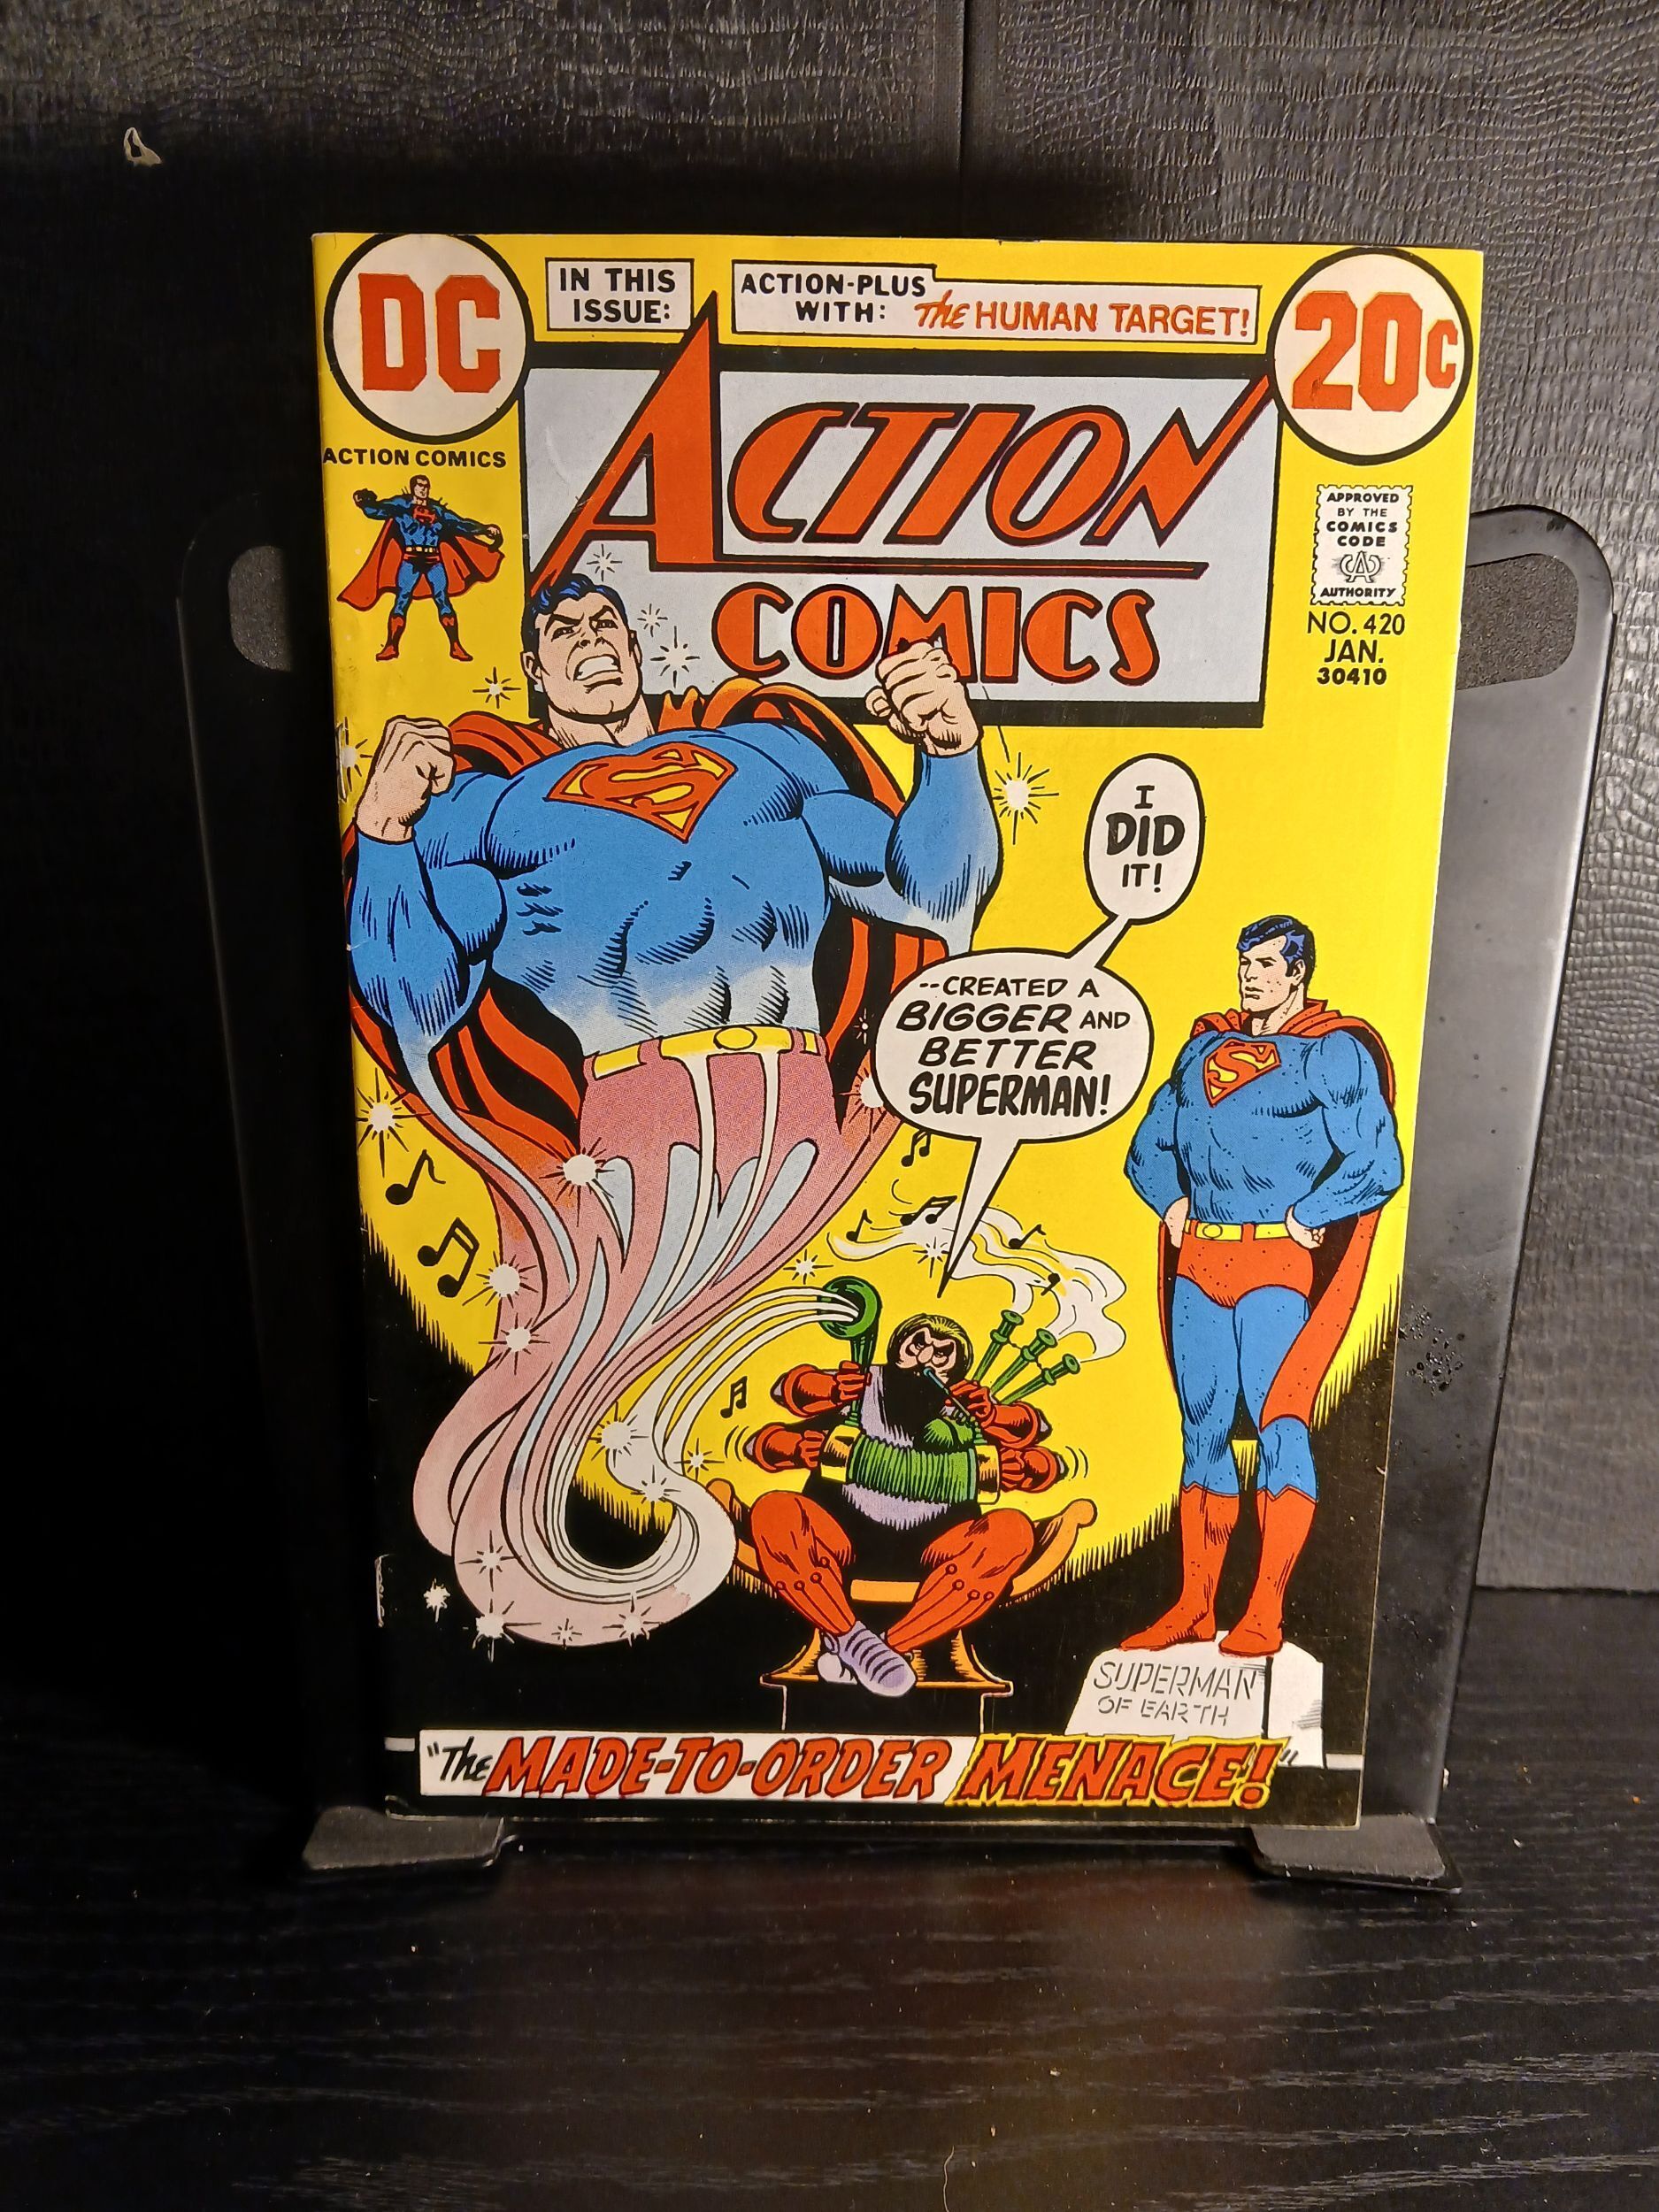 DC
IN THIS
ISSUE:
ACTION-PLUS
WITH: The HUMAN TARGET!
20c
ACTION COMICS
ACTION
COMICS
APPROVED
BY THE
COMICS
CODE
CA
AUTHORITY
NO. 420
JAN.
30410
S
I
DID
IT!
--CREATED A
BIGGER AND
BETTER
SUPERMAN!
S
SUPERMAN
OF EARTH
"The MADE-TO-ORDER MENACE!"